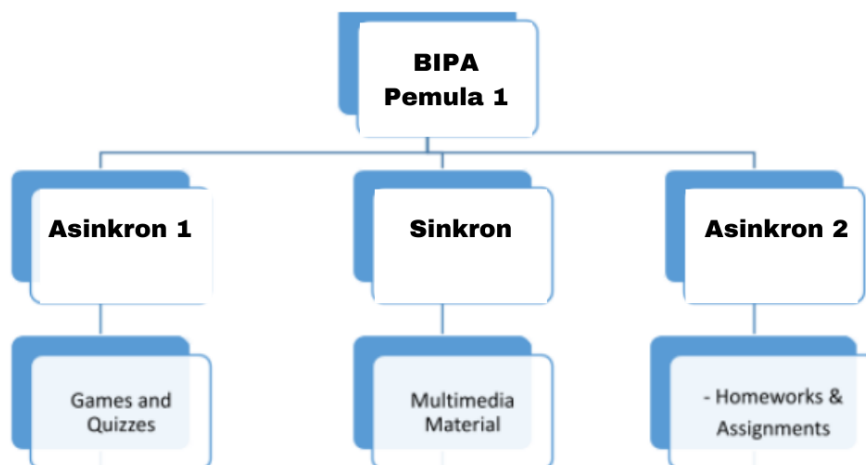 BIPA
Pemula 1
Asinkron 1
Sinkron
Asinkron 2
Games and
Quizzes
Multimedia
Material
- Homeworks &
Assignments